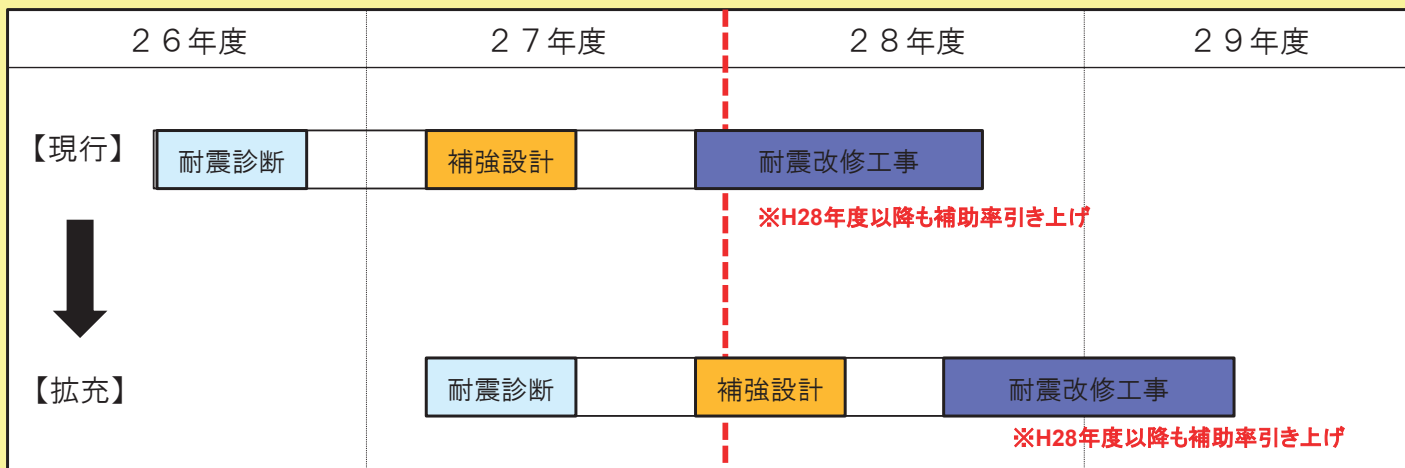 ２６年度
２７年度
２８年度
２９年度
【現行】
耐震診断
補強設計
耐震改修工事
※H28年度以降も補助率引き上げ
【拡充】
耐震診断
補強設計
耐震改修工事
※H28年度以降も補助率引き上げ